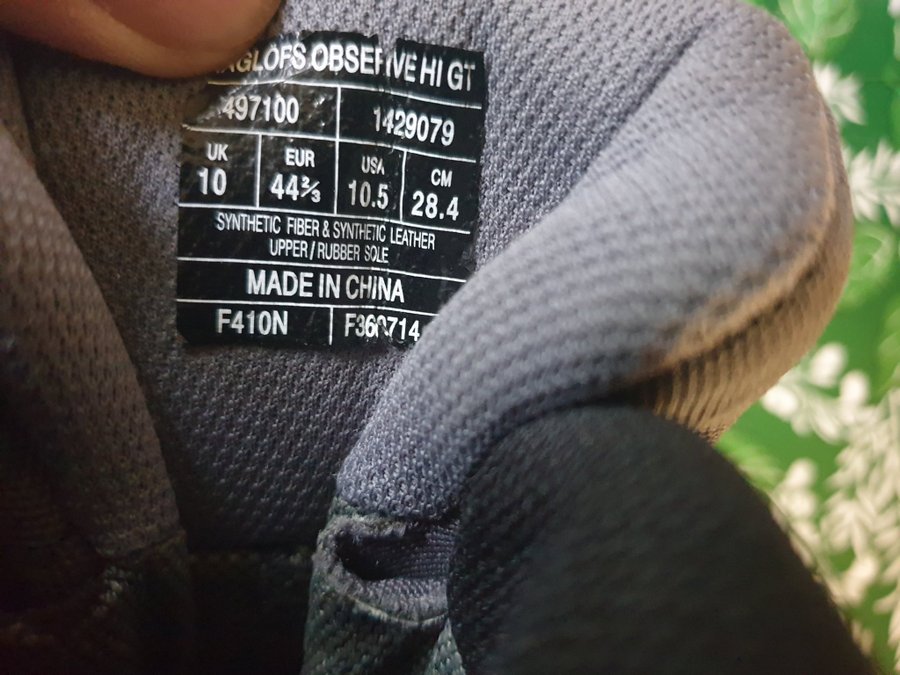 AGLÖFS OBSERVE HI GT
497100 1429079
UK EUR USA CM
10 44⅔ 10.5 28.4
SYNTHETIC FIBER & SYNTHETIC LEATHER
UPPER / RUBBER SOLE
MADE IN CHINA
F410N